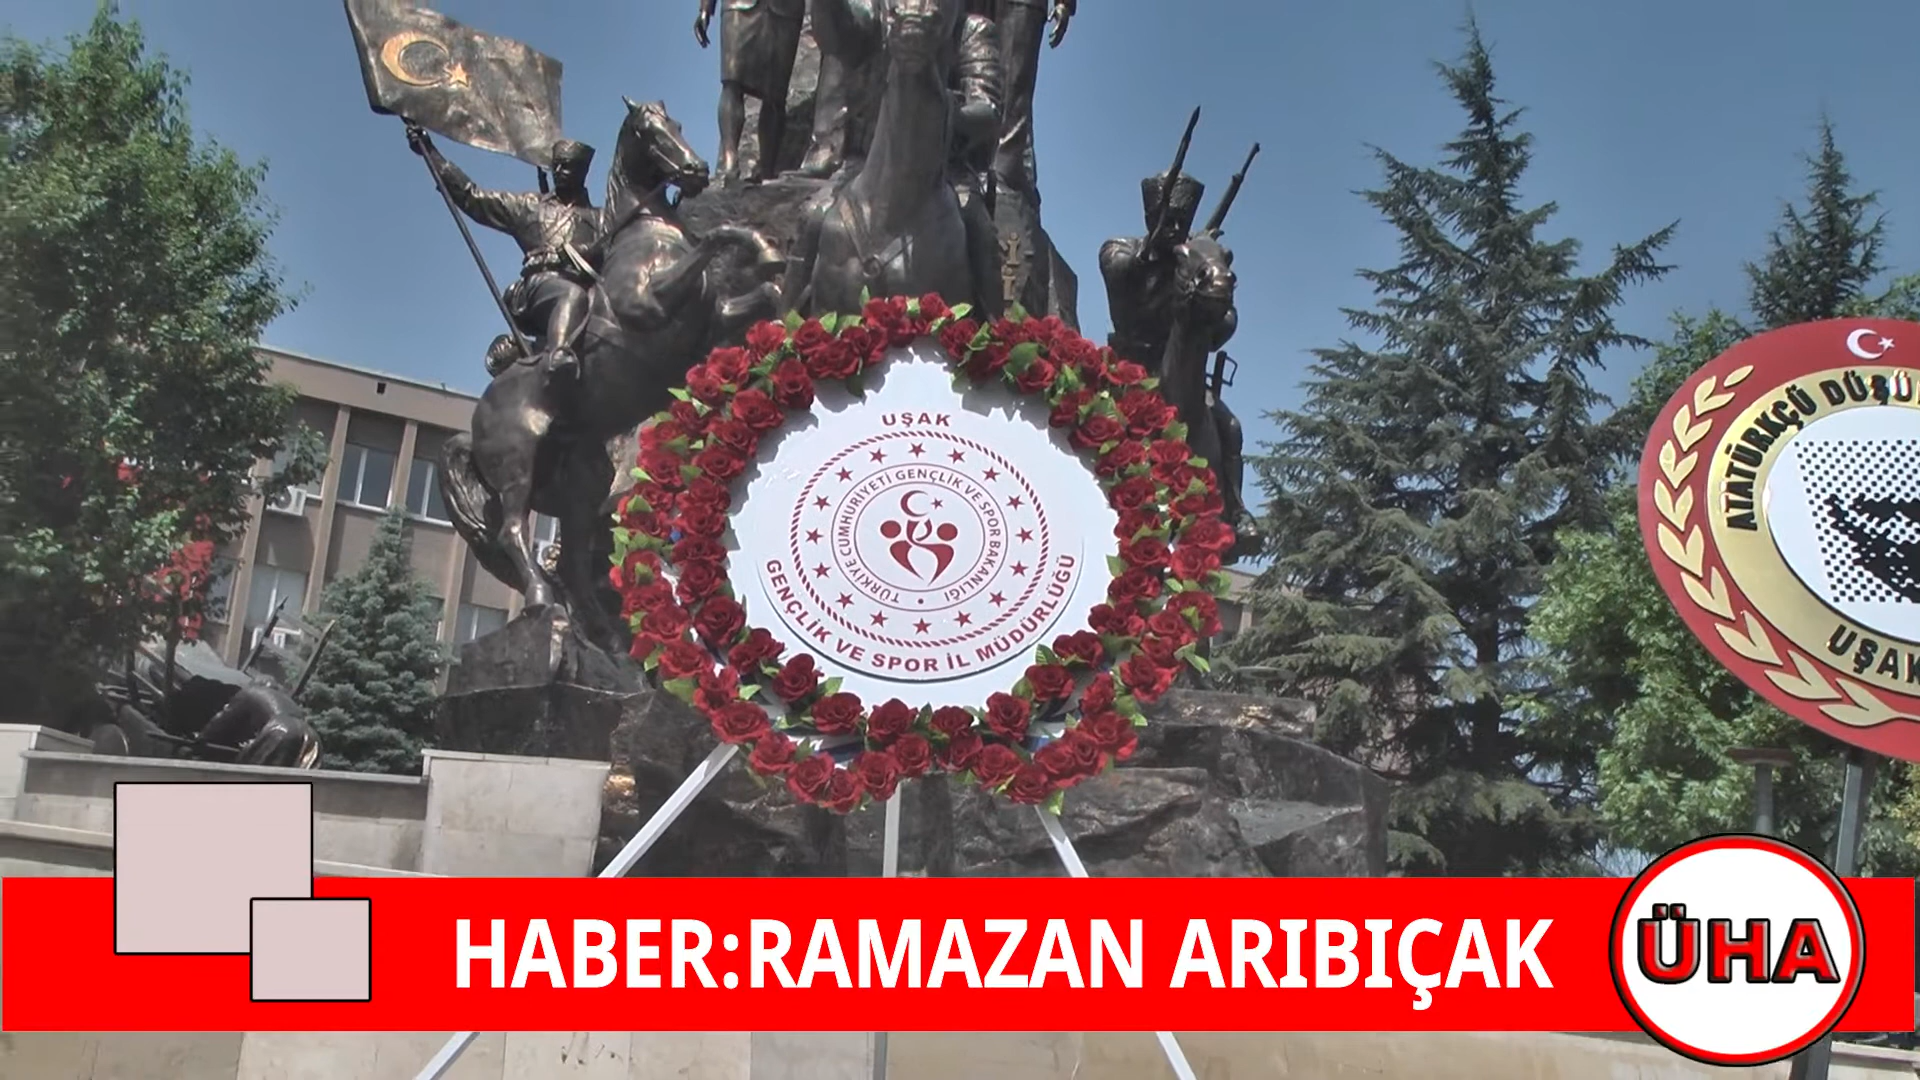 UŞAK
TÜRKİYE CUMHURİYETİ GENÇLİK VE SPOR BAKANLIĞI
GENÇLİK VE SPOR İL MÜDÜRLÜĞÜ
ATATÜRKÇÜ
UŞAK
HABER:RAMAZAN ARIBIÇAK
ÜHA